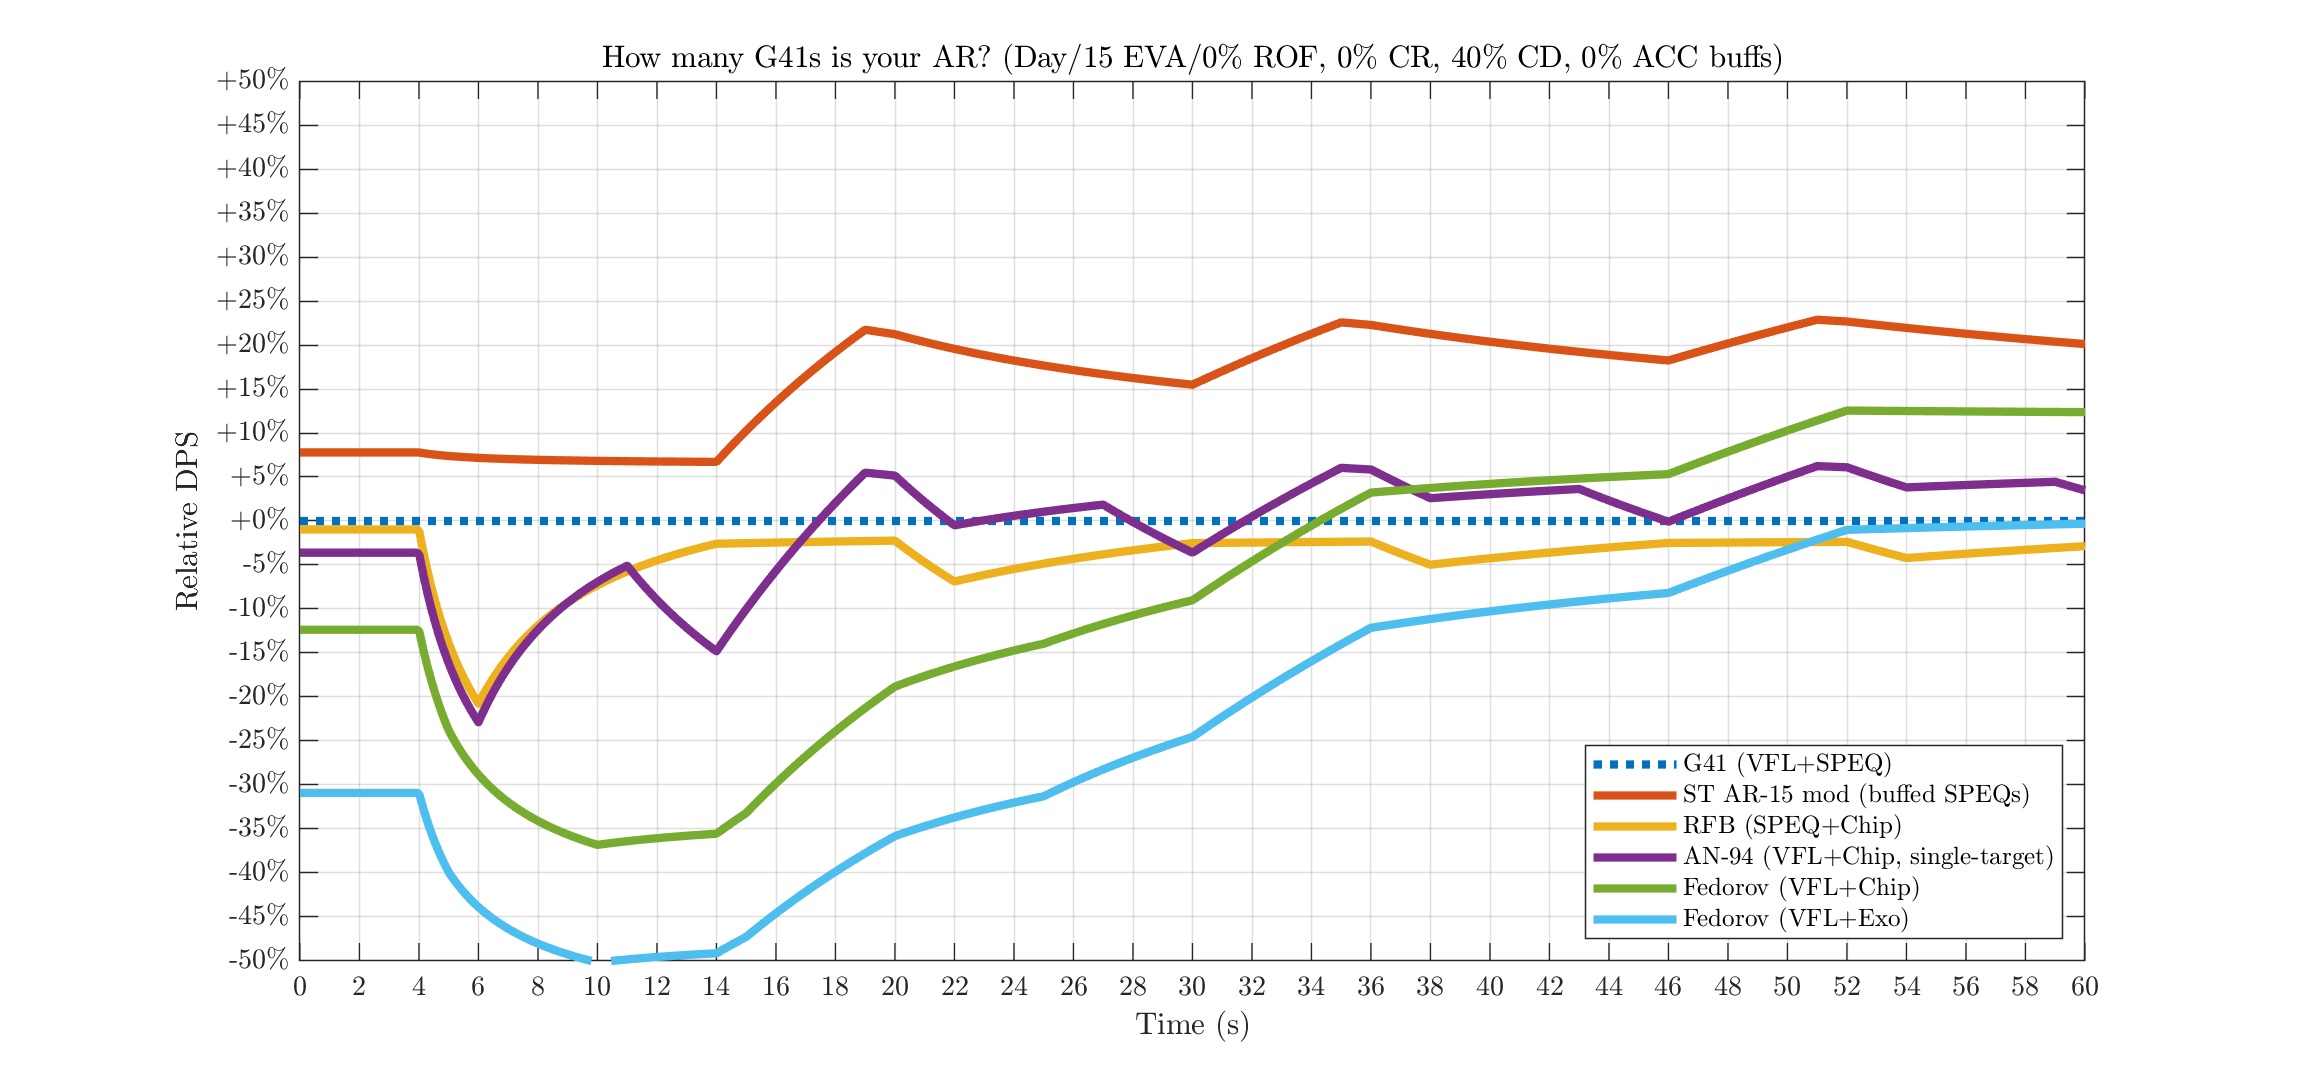 How many G41s is your AR? (Day/15 EVA/0% ROF, 0% CR, 40% CD, 0% ACC buffs)
+50%
+45%
+40%
+35%
+30%
+25%
+20%
+15%
+10%
+5%
+0%
-5%
-10%
-15%
-20%
-25%
-30%
-35%
-40%
-45%
-50%
Relative DPS
G41 (VFL+SPEQ)
ST AR-15 mod (buffed SPEQs)
RFB (SPEQ+Chip)
AN-94 (VFL+Chip, single-target)
Fedorov (VFL+Chip)
Fedorov (VFL+Exo)
0 2 4 6 8 10 12 14 16 18 20 22 24 26 28 30 32 34 36 38 40 42 44 46 48 50 52 54 56 58 60
Time (s)